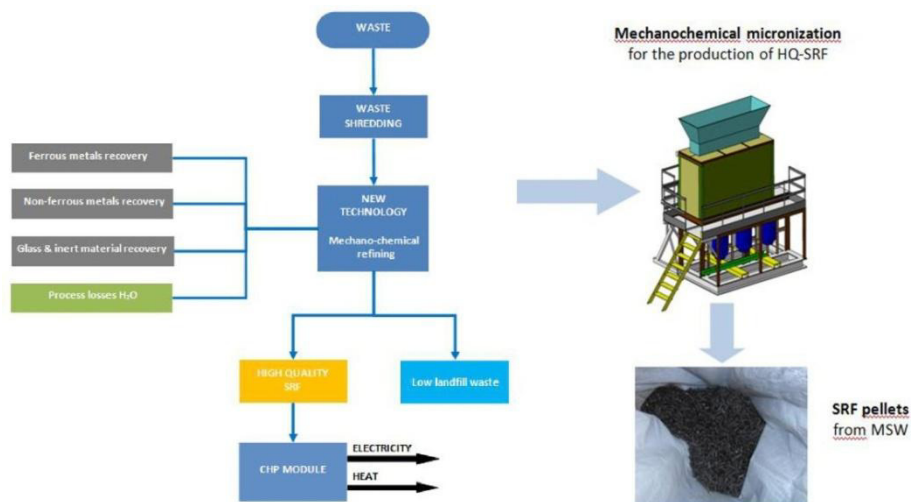 WASTE
WASTE
SHREDDING
NEW
TECHNOLOGY
Mechano-chemical
refining
Ferrous metals recovery
Non-ferrous metals recovery
Glass & inert material recovery
Process losses H₂O
HIGH QUALITY
SRF
Low landfill waste
CHP MODULE
ELECTRICITY
HEAT
Mechanochemical micronization
for the production of HQ-SRF
SRF pellets
from MSW